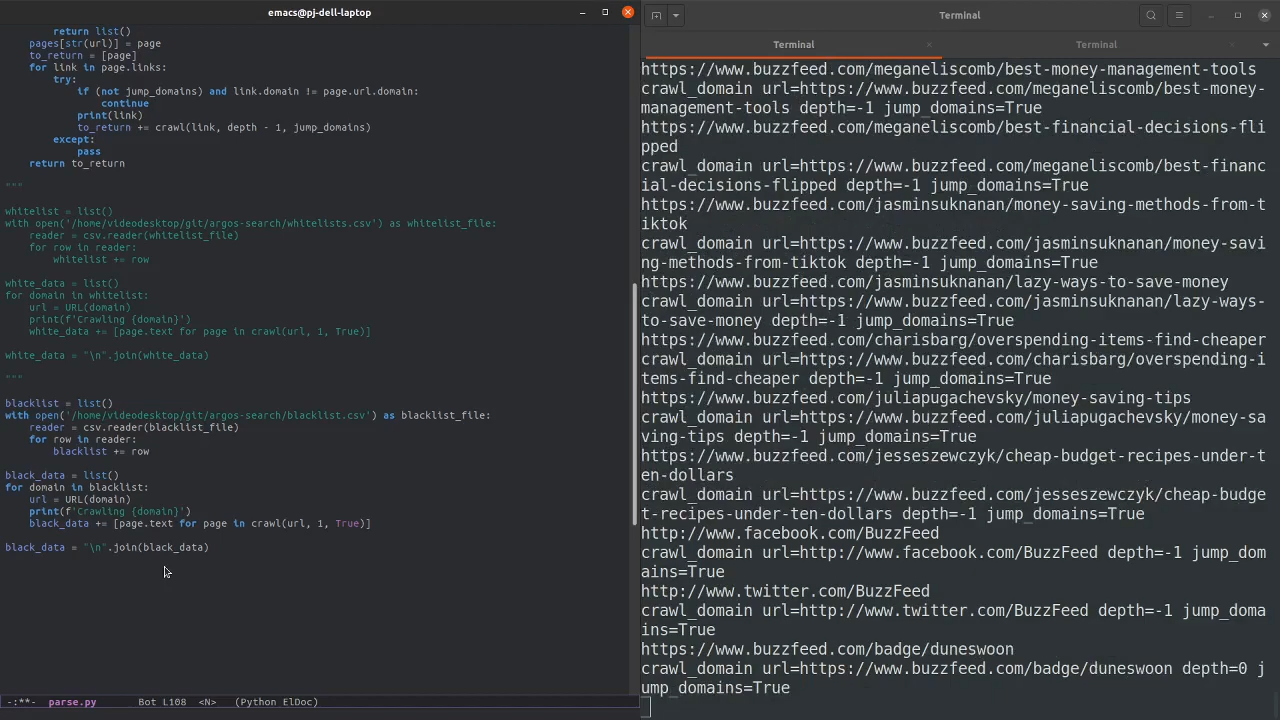 emacs@pj-dell-laptop
        return list()
    pages[str(url)] = page
    to_return = [page]
    for link in page.links:
        try:
            if (not jump_domains) and link.domain != page.url.domain:
                continue
            print(link)
            to_return += crawl(link, depth - 1, jump_domains)
        except:
            pass
    return to_return
"""
whitelist = list()
with open('/home/videodesktop/git/argos-search/whitelists.csv') as whitelist_file:
    reader = csv.reader(whitelist_file)
    for row in reader:
        whitelist += row
white_data = list()
for domain in whitelist:
    url = URL(domain)
    print(f'Crawling {domain}')
    white_data += [page.text for page in crawl(url, 1, True)]
white_data = "\n".join(white_data)
"""
blacklist = list()
with open('/home/videodesktop/git/argos-search/blacklist.csv') as blacklist_file:
    reader = csv.reader(blacklist_file)
    for row in reader:
        blacklist += row
black_data = list()
for domain in blacklist:
    url = URL(domain)
    print(f'Crawling {domain}')
    black_data += [page.text for page in crawl(url, 1, True)]
black_data = "\n".join(black_data)
-:**-  parse.py       Bot L108  <N>   (Python ElDoc)
Terminal
Terminal
Terminal
https://www.buzzfeed.com/meganeliscomb/best-money-management-tools
crawl_domain url=https://www.buzzfeed.com/meganeliscomb/best-money-
management-tools depth=-1 jump_domains=True
https://www.buzzfeed.com/meganeliscomb/best-financial-decisions-fli
pped
crawl_domain url=https://www.buzzfeed.com/meganeliscomb/best-financ
ial-decisions-flipped depth=-1 jump_domains=True
https://www.buzzfeed.com/jasminsuknanan/money-saving-methods-from-t
iktok
crawl_domain url=https://www.buzzfeed.com/jasminsuknanan/money-savi
ng-methods-from-tiktok depth=-1 jump_domains=True
https://www.buzzfeed.com/jasminsuknanan/lazy-ways-to-save-money
crawl_domain url=https://www.buzzfeed.com/jasminsuknanan/lazy-ways-
to-save-money depth=-1 jump_domains=True
https://www.buzzfeed.com/charisbarg/overspending-items-find-cheaper
crawl_domain url=https://www.buzzfeed.com/charisbarg/overspending-i
tems-find-cheaper depth=-1 jump_domains=True
https://www.buzzfeed.com/juliapugachevsky/money-saving-tips
crawl_domain url=https://www.buzzfeed.com/juliapugachevsky/money-sa
ving-tips depth=-1 jump_domains=True
https://www.buzzfeed.com/jesseszewczyk/cheap-budget-recipes-under-t
en-dollars
crawl_domain url=https://www.buzzfeed.com/jesseszewczyk/cheap-budge
t-recipes-under-ten-dollars depth=-1 jump_domains=True
http://www.facebook.com/BuzzFeed
crawl_domain url=http://www.facebook.com/BuzzFeed depth=-1 jump_dom
ains=True
http://www.twitter.com/BuzzFeed
crawl_domain url=http://www.twitter.com/BuzzFeed depth=-1 jump_doma
ins=True
https://www.buzzfeed.com/badge/duneswoon
crawl_domain url=https://www.buzzfeed.com/badge/duneswoon depth=0 j
ump_domains=True